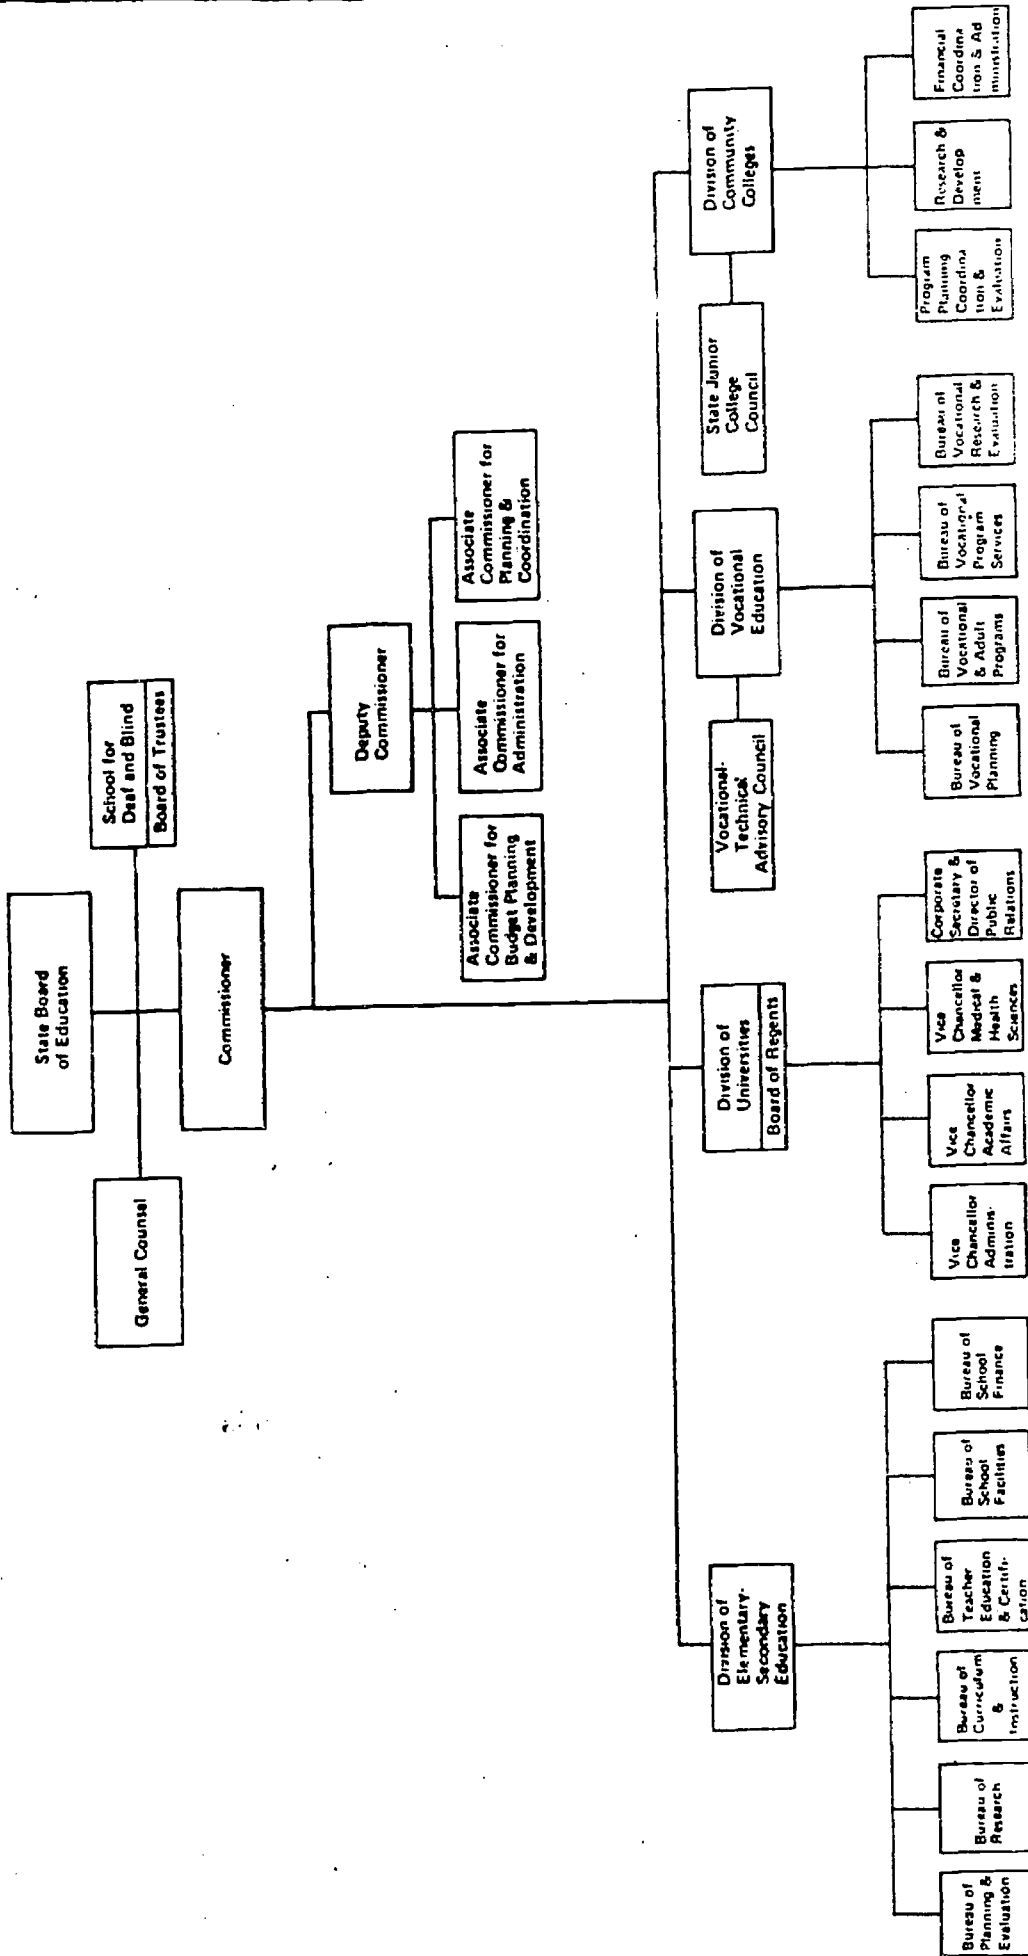 State Board
of Education
School for
Deaf and Blind
Board of Trustees
General Counsel
Commissioner
Deputy
Commissioner
Associate
Commissioner for
Budget Planning
& Development
Associate
Commissioner for
Administration
Associate
Commissioner for
Planning &
Coordination
Division of
Elementary-
Secondary
Education
Division of
Universities
Board of Regents
Vocational-
Technical
Advisory Council
Division of
Vocational
Education
State Junior
College
Council
Division of
Community
Colleges
Bureau of
Planning &
Evaluation
Bureau of
Research
Bureau of
Curriculum
&
Instruction
Bureau of
Teacher
Education
& Certifi-
cation
Bureau of
School
Facilities
Bureau of
School
Finance
Vice
Chancellor
Adminis-
tration
Vice
Chancellor
Academic
Affairs
Vice
Chancellor
Medical &
Health
Sciences
Corporate
Secretary &
Director of
Public
Relations
Bureau of
Vocational
Planning
Bureau of
Vocational
& Adult
Programs
Bureau of
Vocational
Program
Services
Bureau of
Vocational
Research &
Evaluation
Program
Planning
Coordina
tion &
Evaluation
Research &
Develop
ment
Financial
Coordina
tion & Ad
ministration